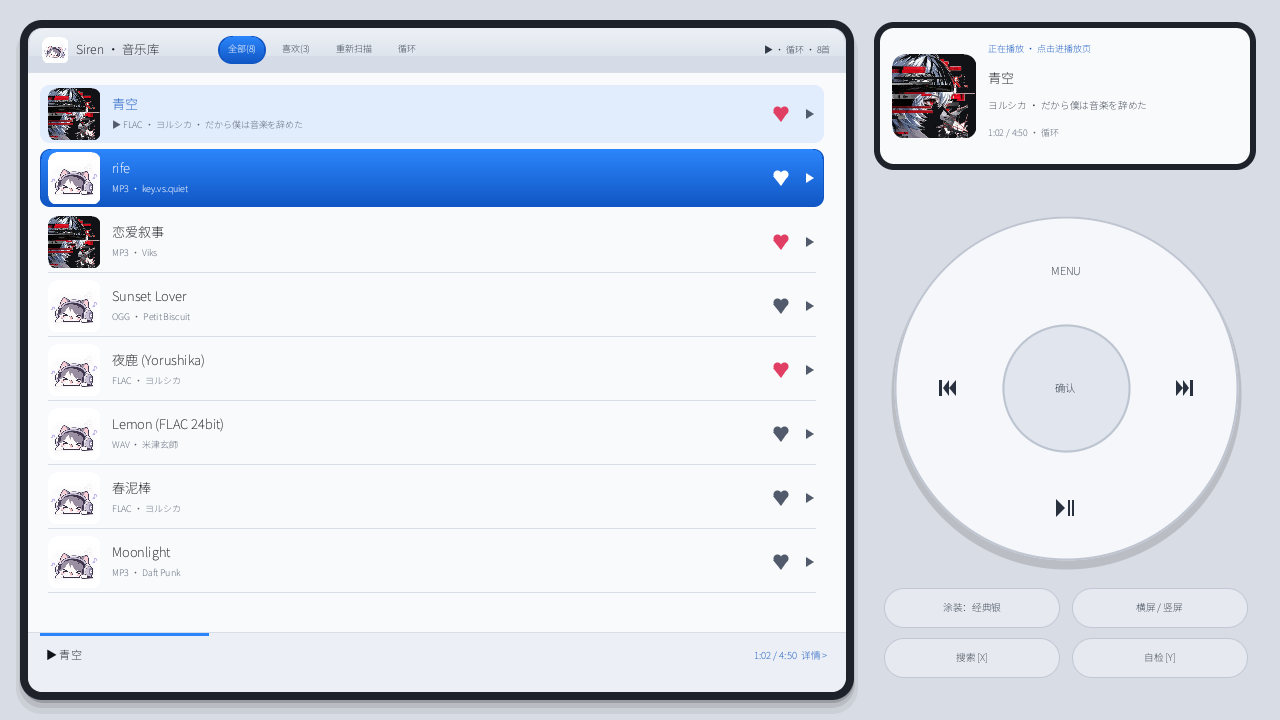 Siren · 音乐库
全部(8) 喜欢(3) 重新扫描 循环
▶ · 循环 · 8首
青空
▶ FLAC · ヨルシカ · だから僕は音楽を辞めた
rife
MP3 · key.vs.quiet
恋爱叙事
MP3 · Viks
Sunset Lover
OGG · Petit Biscuit
夜鹿 (Yorushika)
FLAC · ヨルシカ
Lemon (FLAC 24bit)
WAV · 米津玄師
春泥棒
FLAC · ヨルシカ
Moonlight
MP3 · Daft Punk
▶ 青空
1:02 / 4:50 详情 >
正在播放 · 点击进播放页
青空
ヨルシカ · だから僕は音楽を辞めた
1:02 / 4:50 · 循环
MENU
确认
涂装: 经典银
横屏 / 竖屏
搜索 [X]
自检 [Y]